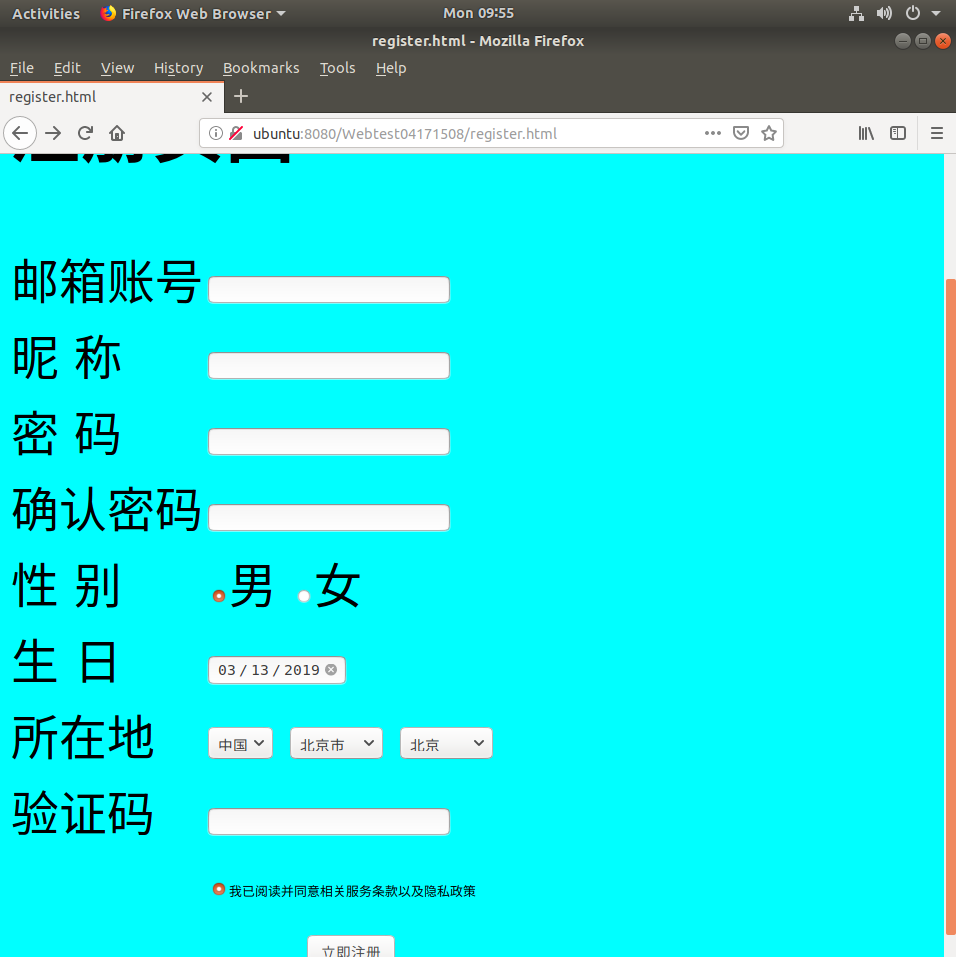 Activities Firefox Web Browser Mon 09:55
register.html - Mozilla Firefox
File Edit View History Bookmarks Tools Help
register.html
ubuntu:8080/Webtest04171508/register.html
邮箱账号
昵 称
密 码
确认密码
性 别 男 女
生 日 03 / 13 / 2019
所在地 中国 北京市 北京
验证码
我已阅读并同意相关服务条款以及隐私政策
立即注册